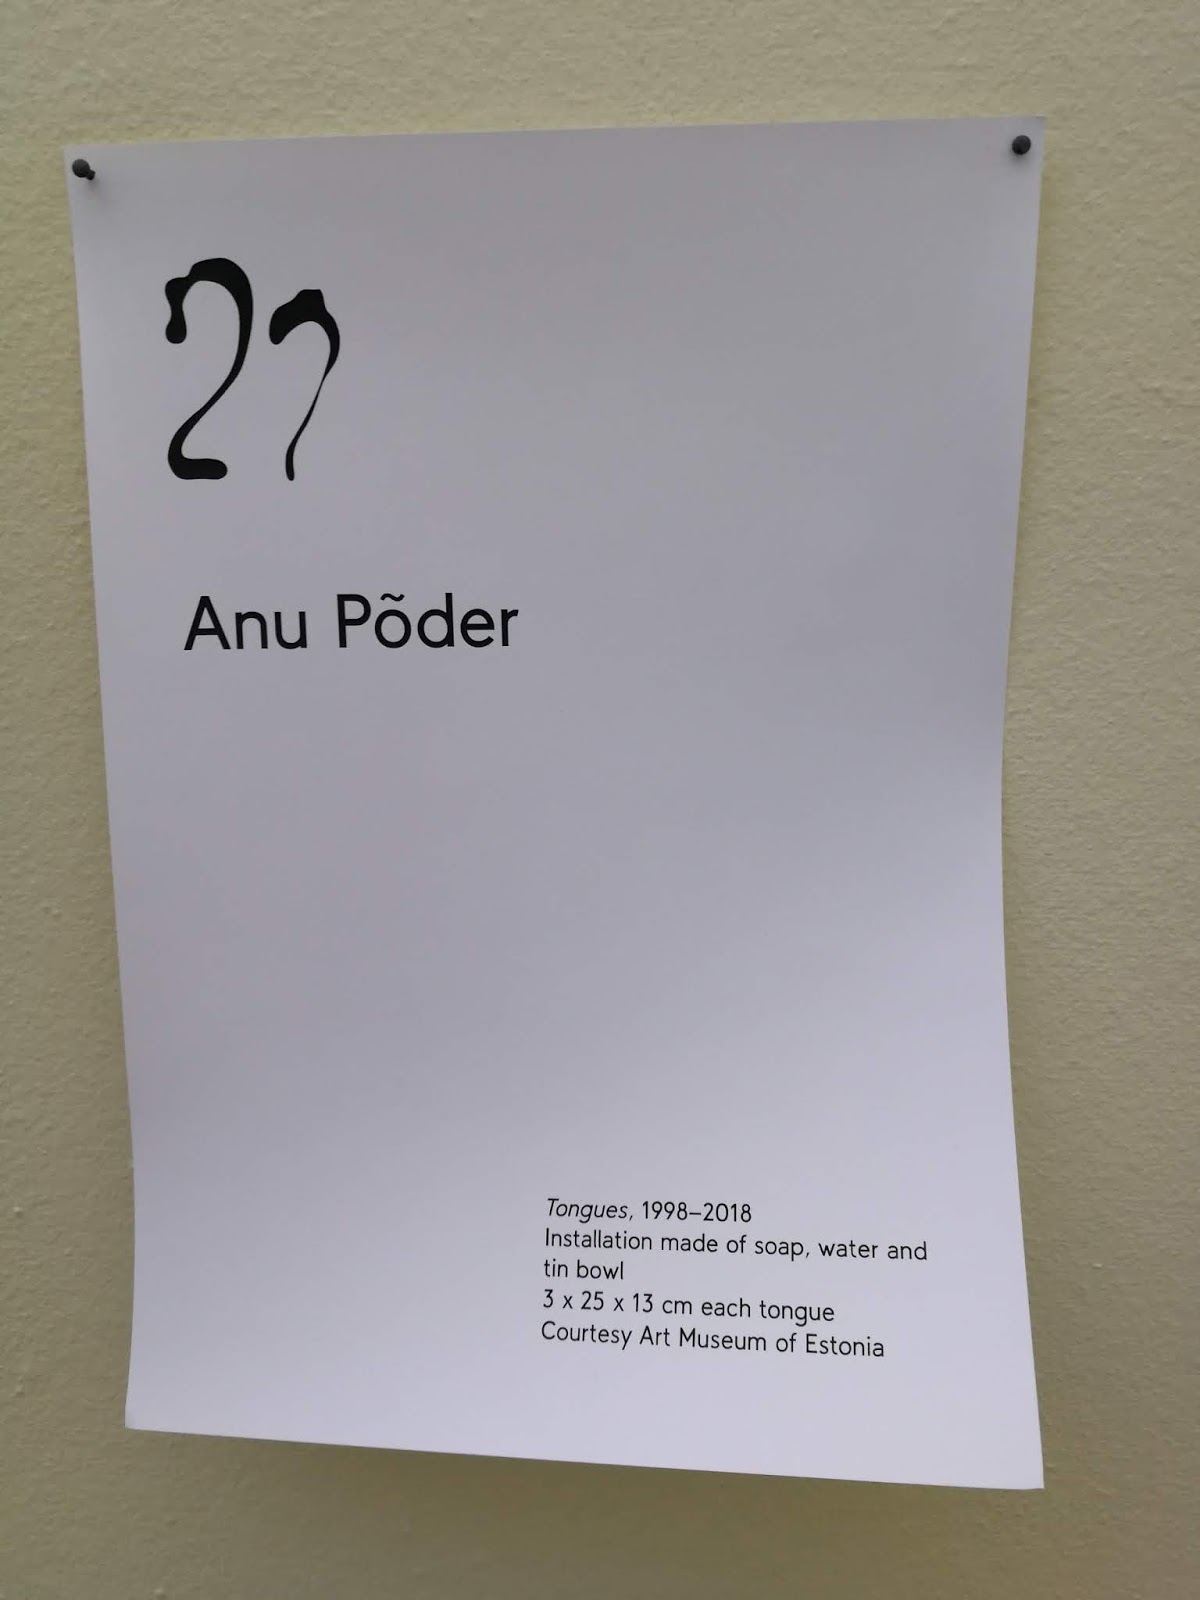 27
Anu Põder
Tongues, 1998–2018
Installation made of soap, water and
tin bowl
3 x 25 x 13 cm each tongue
Courtesy Art Museum of Estonia